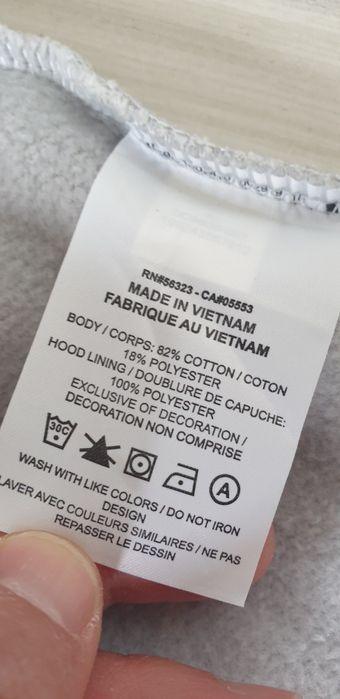 RN#56323 - CA#05553
MADE IN VIETNAM
FABRIQUE AU VIETNAM
BODY / CORPS: 82% COTTON / COTON
18% POLYESTER
HOOD LINING / DOUBLURE DE CAPUCHE:
100% POLYESTER
EXCLUSIVE OF DECORATION /
DECORATION NON COMPRISE
30C A
WASH WITH LIKE COLORS / DO NOT IRON
DESIGN
LAVER AVEC COULEURS SIMILAIRES / NE PAS
REPASSER LE DESSIN